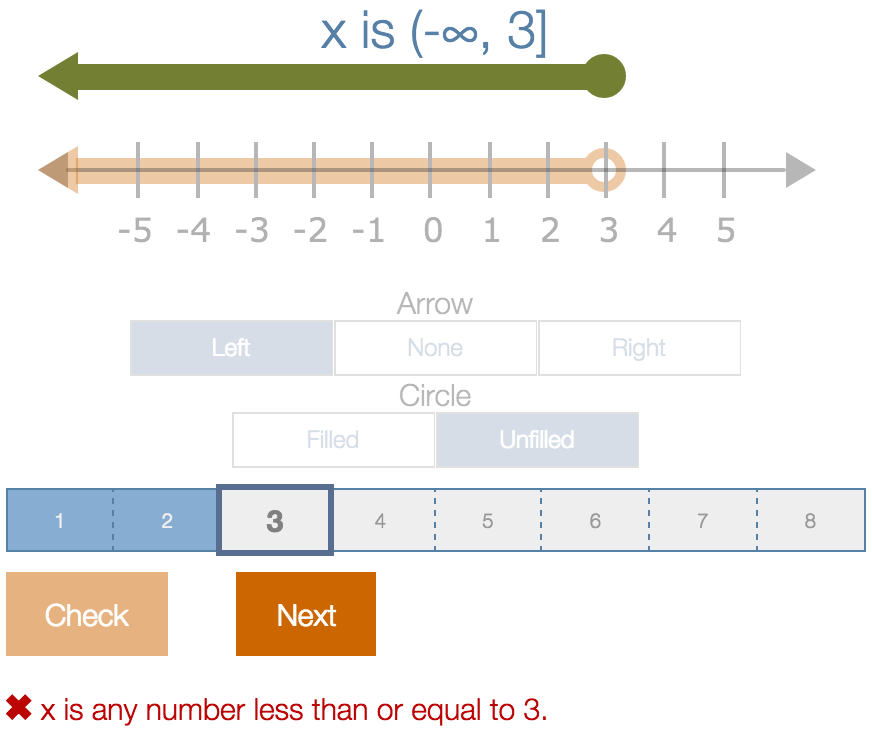 x is (-∞, 3]
-5 -4 -3 -2 -1 0 1 2 3 4 5
Arrow
Left None Right
Circle
Filled Unfilled
1 2 3 4 5 6 7 8
Check Next
✖ x is any number less than or equal to 3.